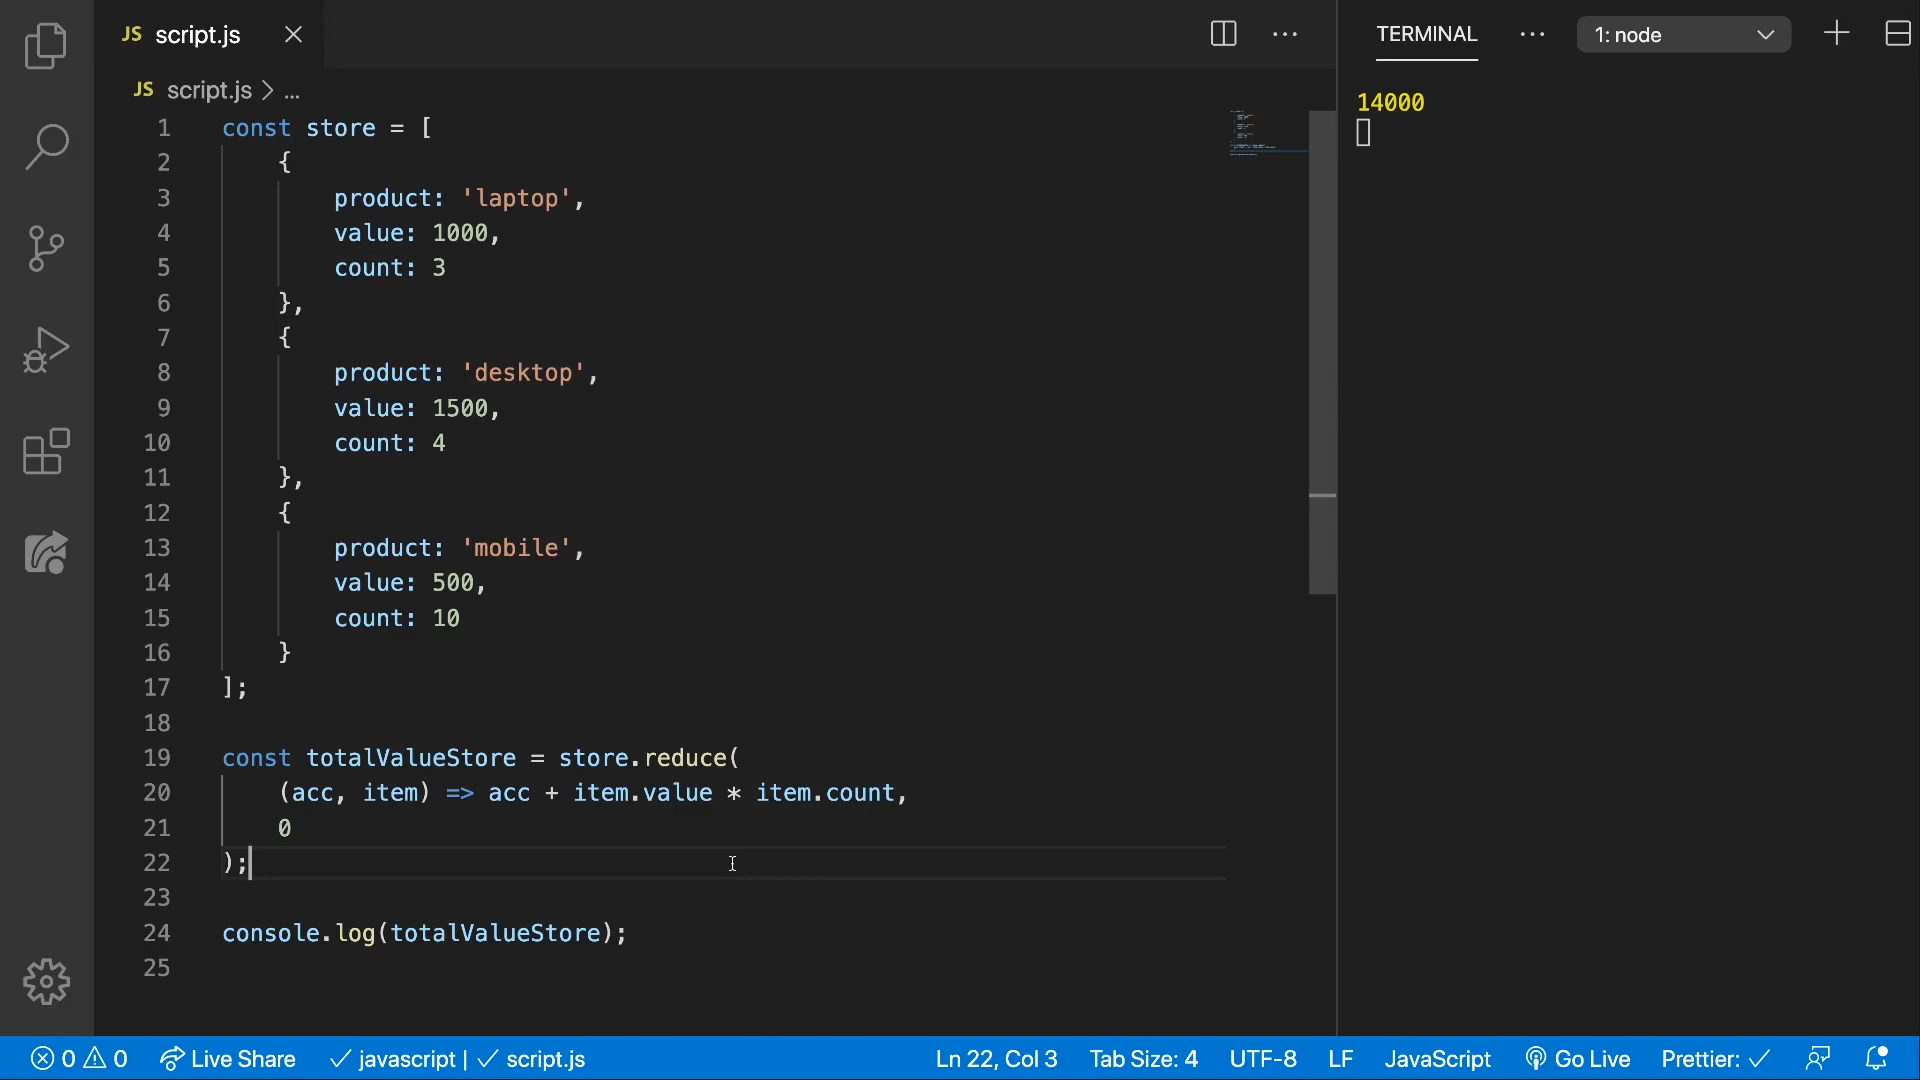 JS script.js
TERMINAL
1: node
JS script.js > ...
14000
1 const store = [
2 {
3 product: 'laptop',
4 value: 1000,
5 count: 3
6 },
7 {
8 product: 'desktop',
9 value: 1500,
10 count: 4
11 },
12 {
13 product: 'mobile',
14 value: 500,
15 count: 10
16 }
17 ];
18
19 const totalValueStore = store.reduce(
20 (acc, item) => acc + item.value * item.count,
21 0
22 );
23
24 console.log(totalValueStore);
25
0 0 Live Share javascript | script.js Ln 22, Col 3 Tab Size: 4 UTF-8 LF JavaScript Go Live Prettier: